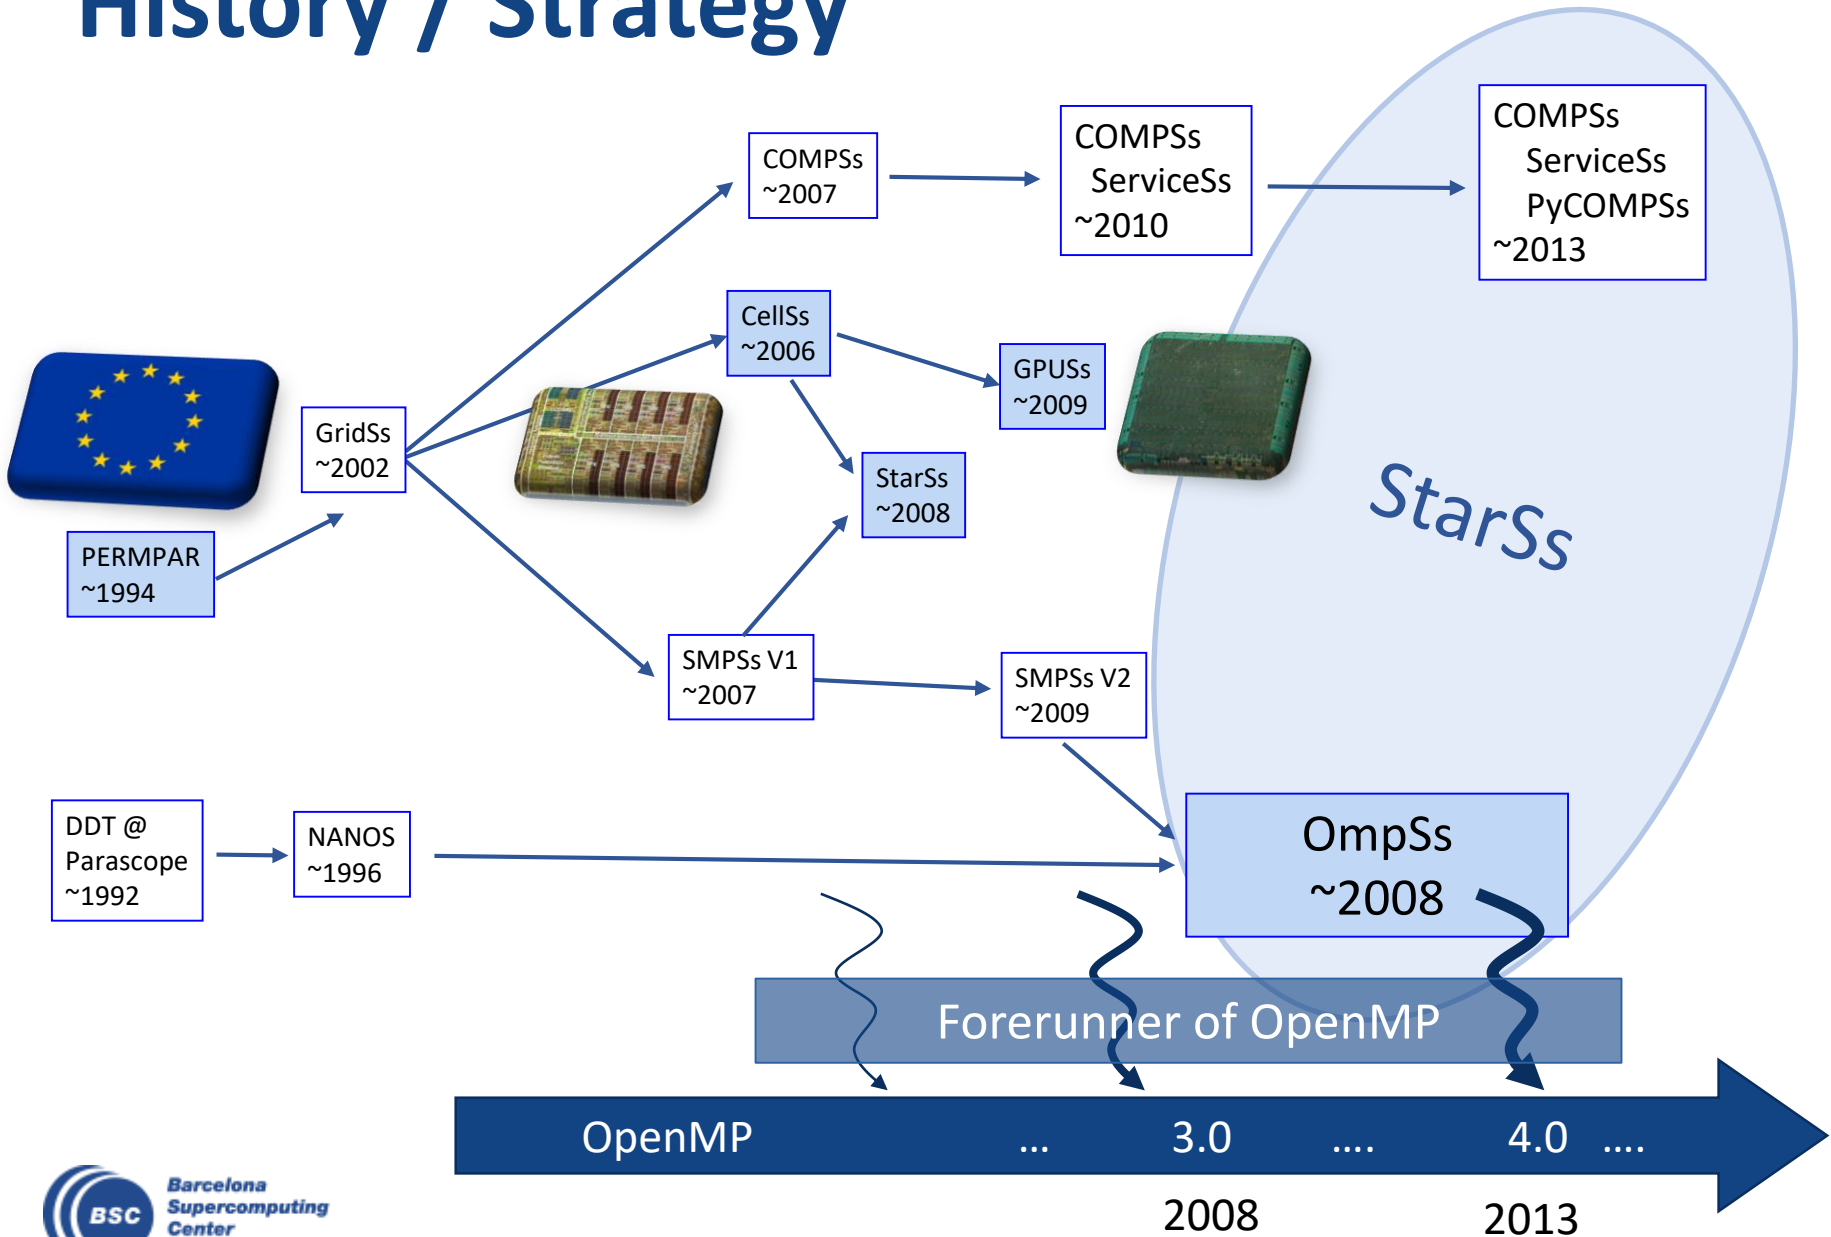 History / Strategy
COMPSs
~2007
COMPSs
ServiceSs
~2010
COMPSs
ServiceSs
PyCOMPSs
~2013
CellSs
~2006
GPUSs
~2009
GridSs
~2002
StarSs
~2008
StarSs
PERMPAR
~1994
SMPSs V1
~2007
SMPSs V2
~2009
DDT @
Parascope
~1992
NANOS
~1996
OmpSs
~2008
Forerunner of OpenMP
OpenMP ... 3.0 .... 4.0 ....
2008 2013
BSC
Barcelona
Supercomputing
Center